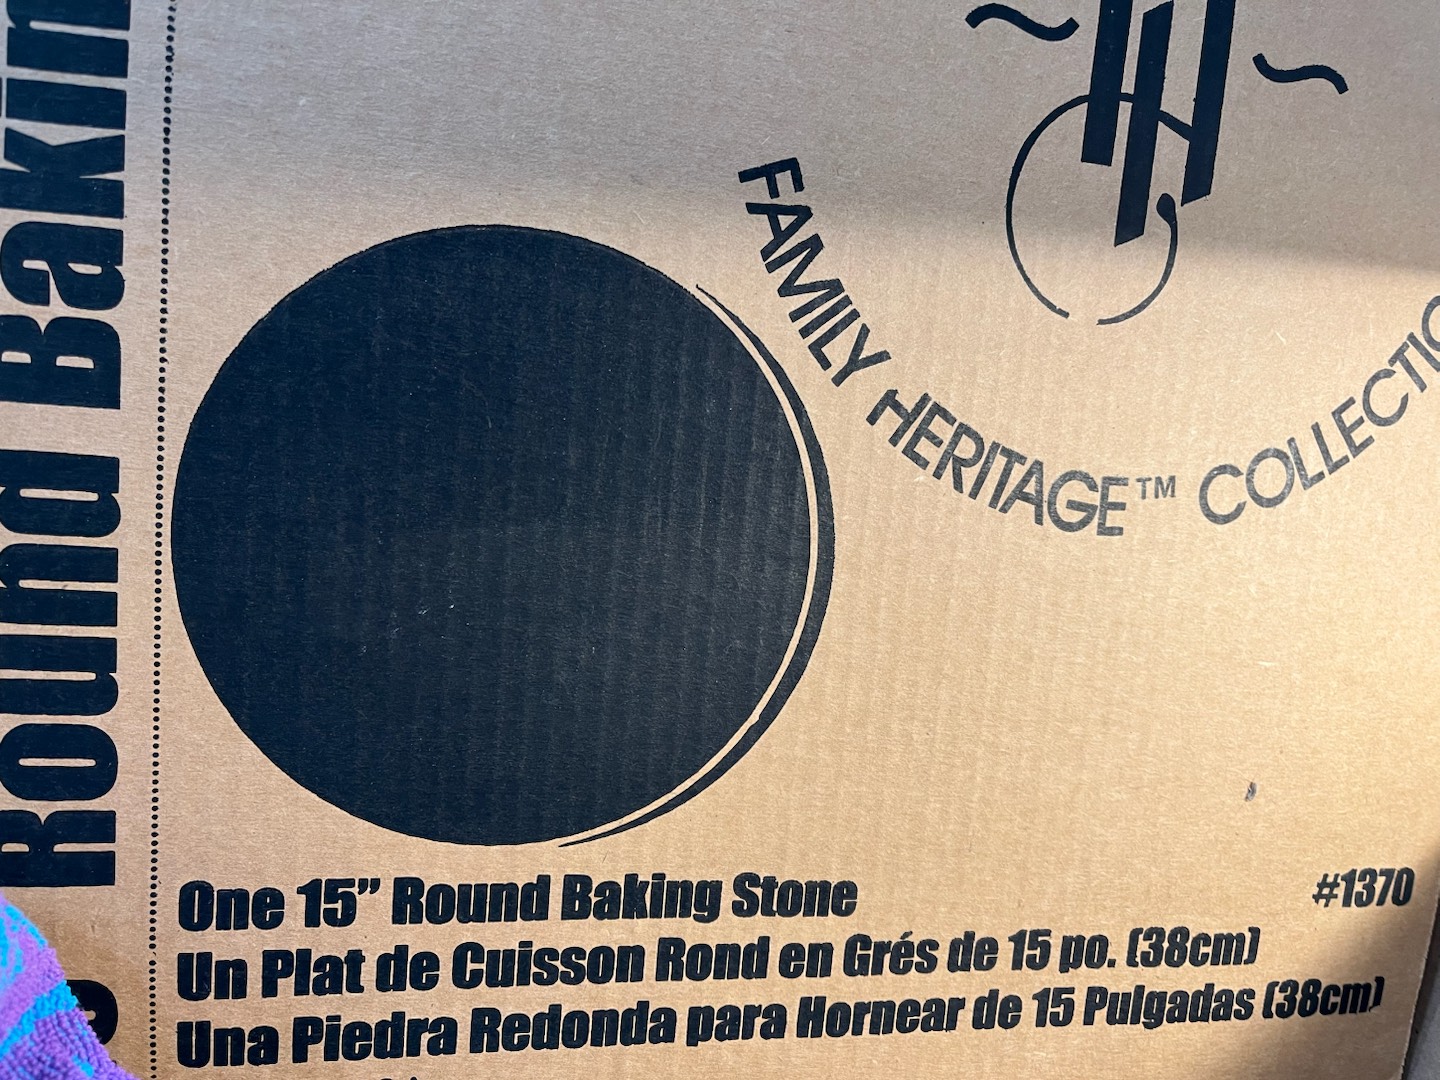 Round Bakin
FAMILY HERITAGE™ COLLECTIO
One 15” Round Baking Stone
#1370
Un Plat de Cuisson Rond en Grés de 15 po. (38cm)
Una Piedra Redonda para Hornear de 15 Pulgadas (38cm)